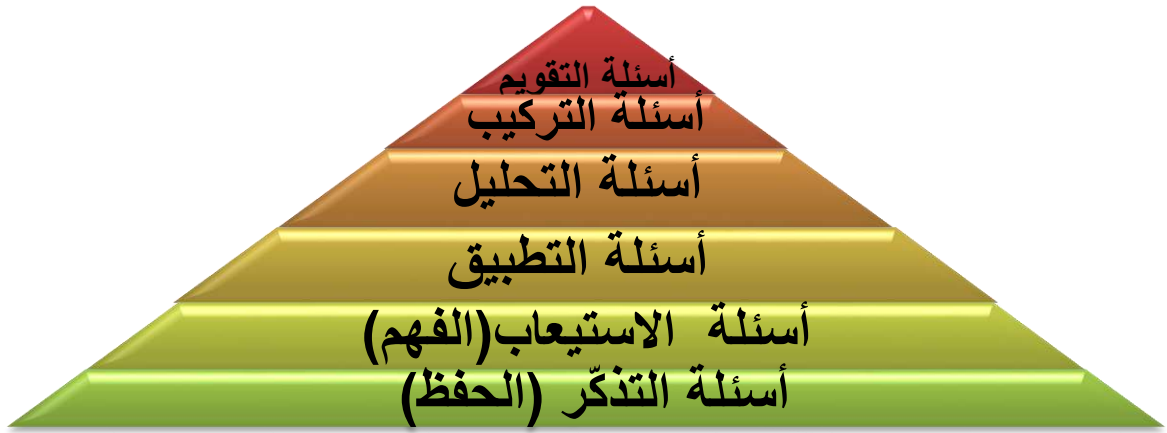 أسئلة التقويم
أسئلة التركيب
أسئلة التحليل
أسئلة التطبيق
أسئلة الاستيعاب(الفهم)
أسئلة التذكّر (الحفظ)